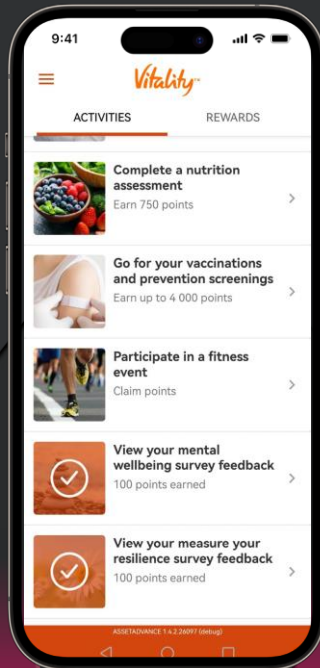 9:41
Vitality
ACTIVITIES REWARDS
Complete a nutrition
assessment
Earn 750 points
Go for your vaccinations
and prevention screenings
Earn up to 4 000 points
Participate in a fitness
event
Claim points
View your mental
wellbeing survey feedback
100 points earned
View your measure your
resilience survey feedback
100 points earned
ASSETADVANCE 1.4.2.26097 (debug)